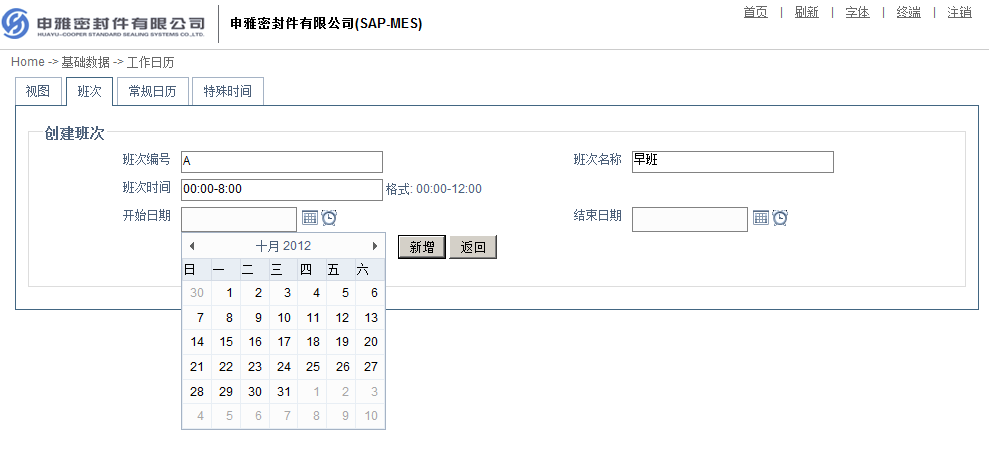 申雅密封件有限公司
HUAYU-COOPER STANDARD SEALING SYSTEMS CO.,LTD.
申雅密封件有限公司(SAP-MES)
首页 | 刷新 | 字体 | 终端 | 注销
Home -> 基础数据 -> 工作日历
视图 班次 常规日历 特殊时间
创建班次
班次编号 A 班次名称 早班
班次时间 00:00-8:00 格式: 00:00-12:00
开始日期 结束日期
新增 返回
十月 2012
日 一 二 三 四 五 六
30 1 2 3 4 5 6
7 8 9 10 11 12 13
14 15 16 17 18 19 20
21 22 23 24 25 26 27
28 29 30 31 1 2 3
4 5 6 7 8 9 10